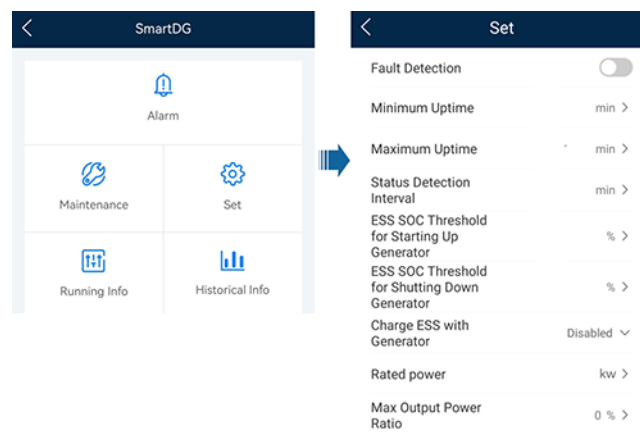 SmartDG
Alarm
Maintenance
Set
Running Info
Historical Info
Set
Fault Detection
Minimum Uptime min
Maximum Uptime - min
Status Detection
Interval min
ESS SOC Threshold
for Starting Up %
Generator
ESS SOC Threshold
for Shutting Down %
Generator
Charge ESS with
Generator Disabled
Rated power kw
Max Output Power
Ratio 0 %